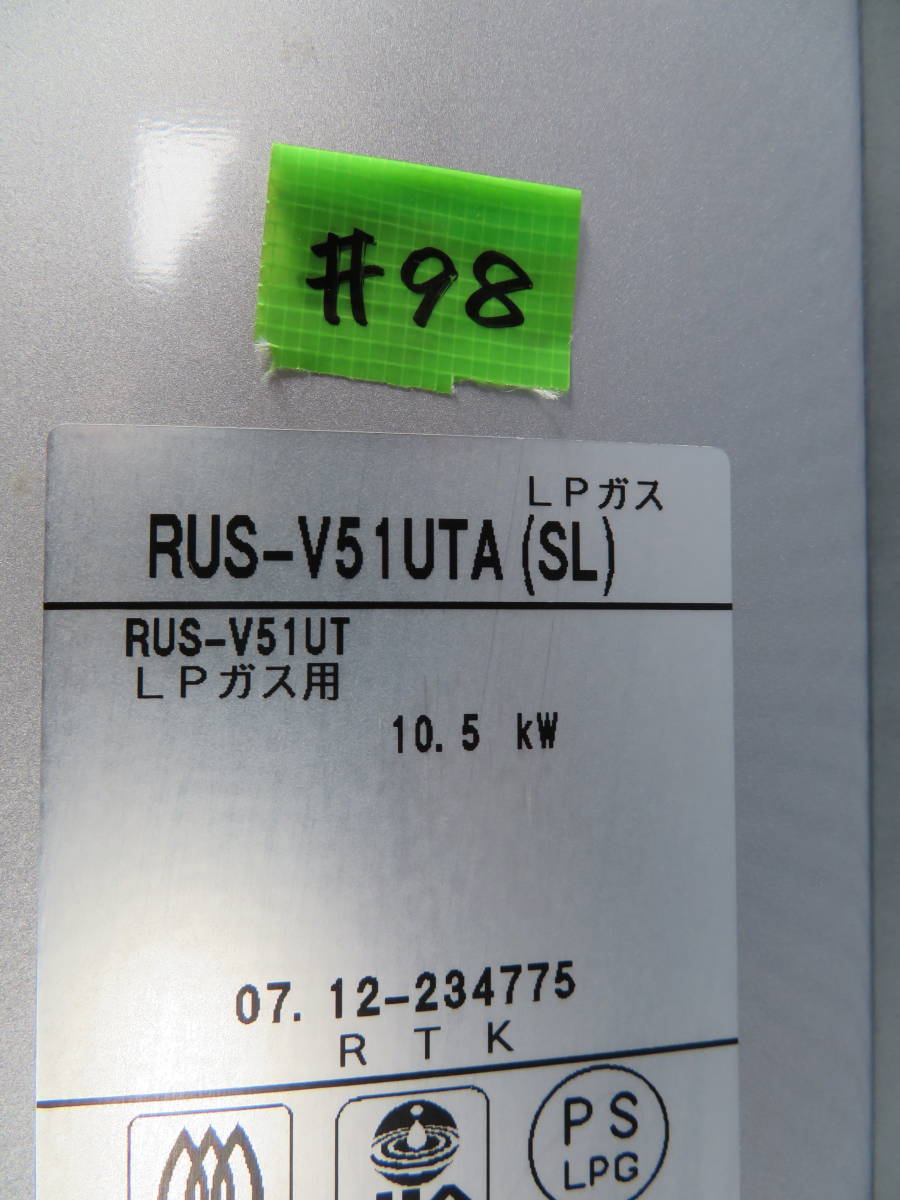 #98
LPガス
RUS-V51UTA(SL)
RUS-V51UT
LPガス用
10.5 kW
07.12-234775
RTK
PS
LPG